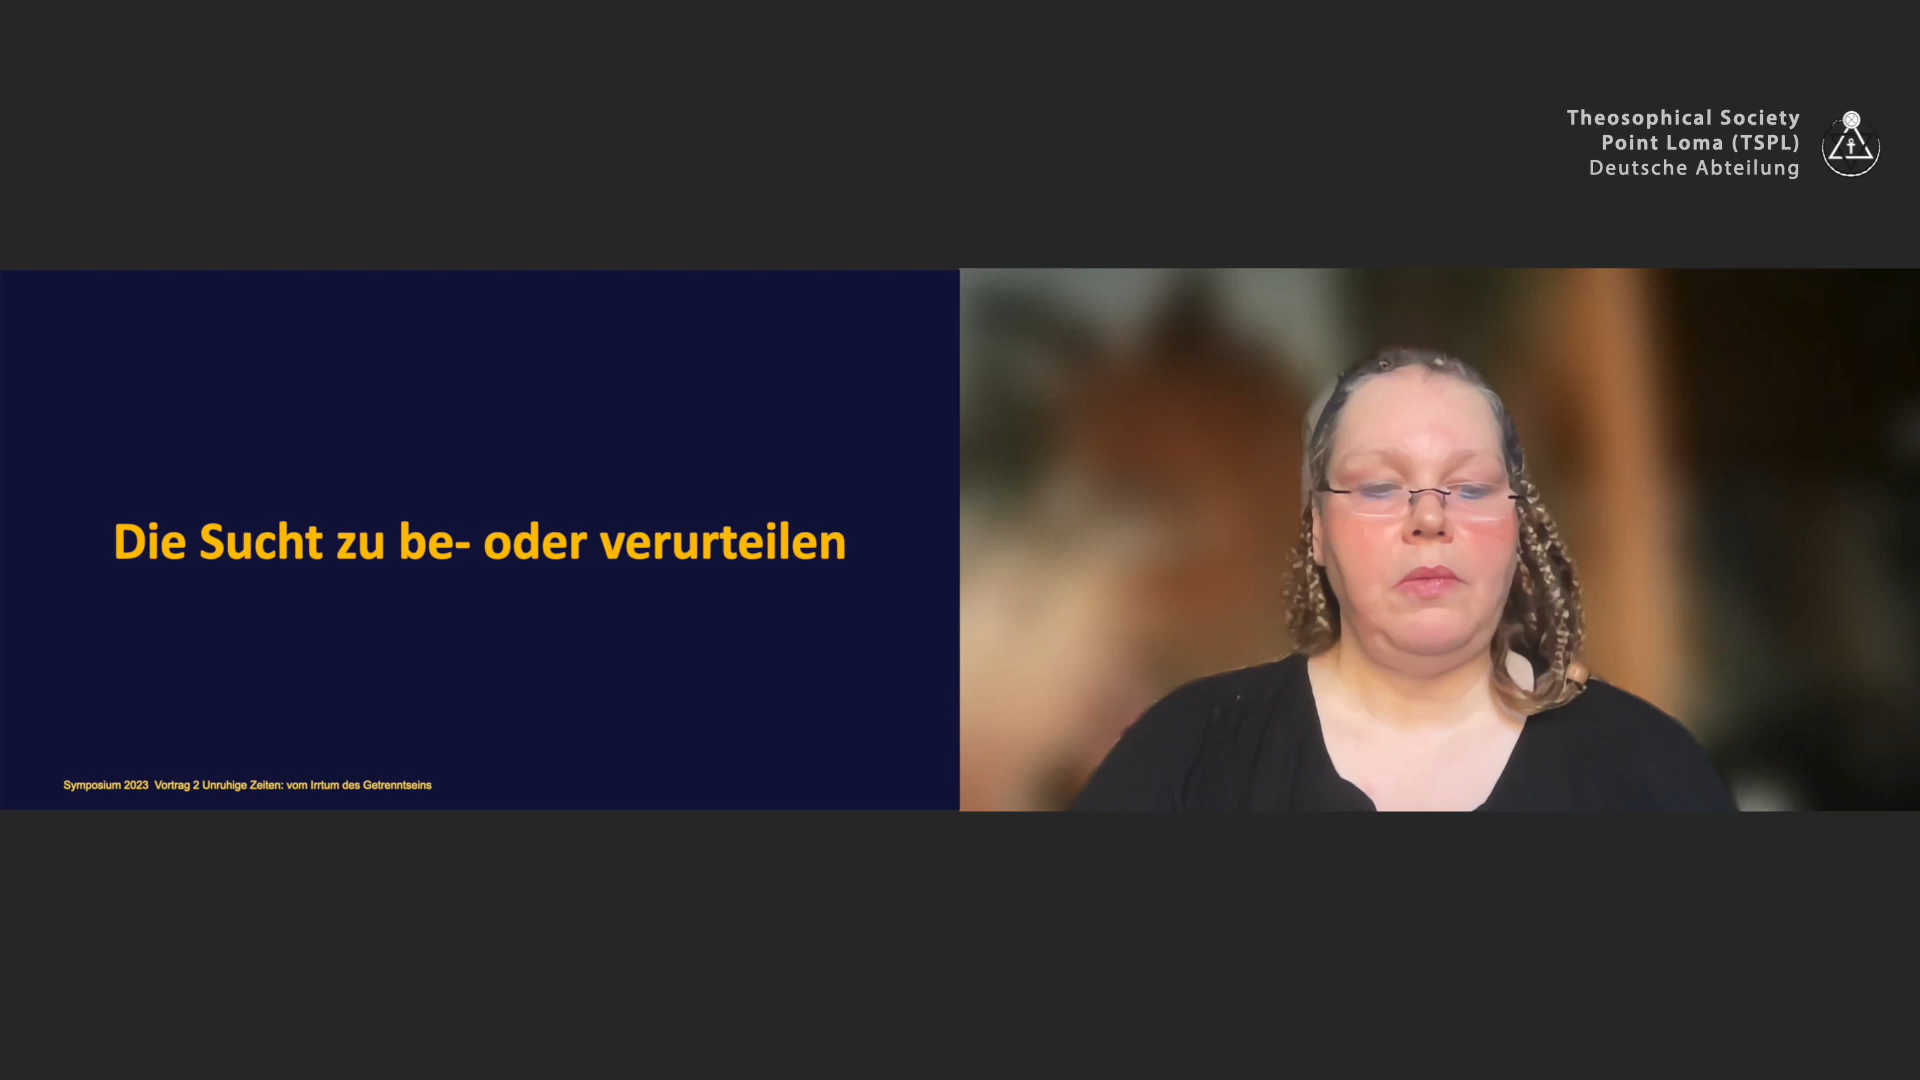 Theosophical Society
Point Loma (TSPL)
Deutsche Abteilung
Die Sucht zu be- oder verurteilen
Symposium 2023 Vortrag 2 Unruhige Zeiten: vom Irrtum des Getrenntseins